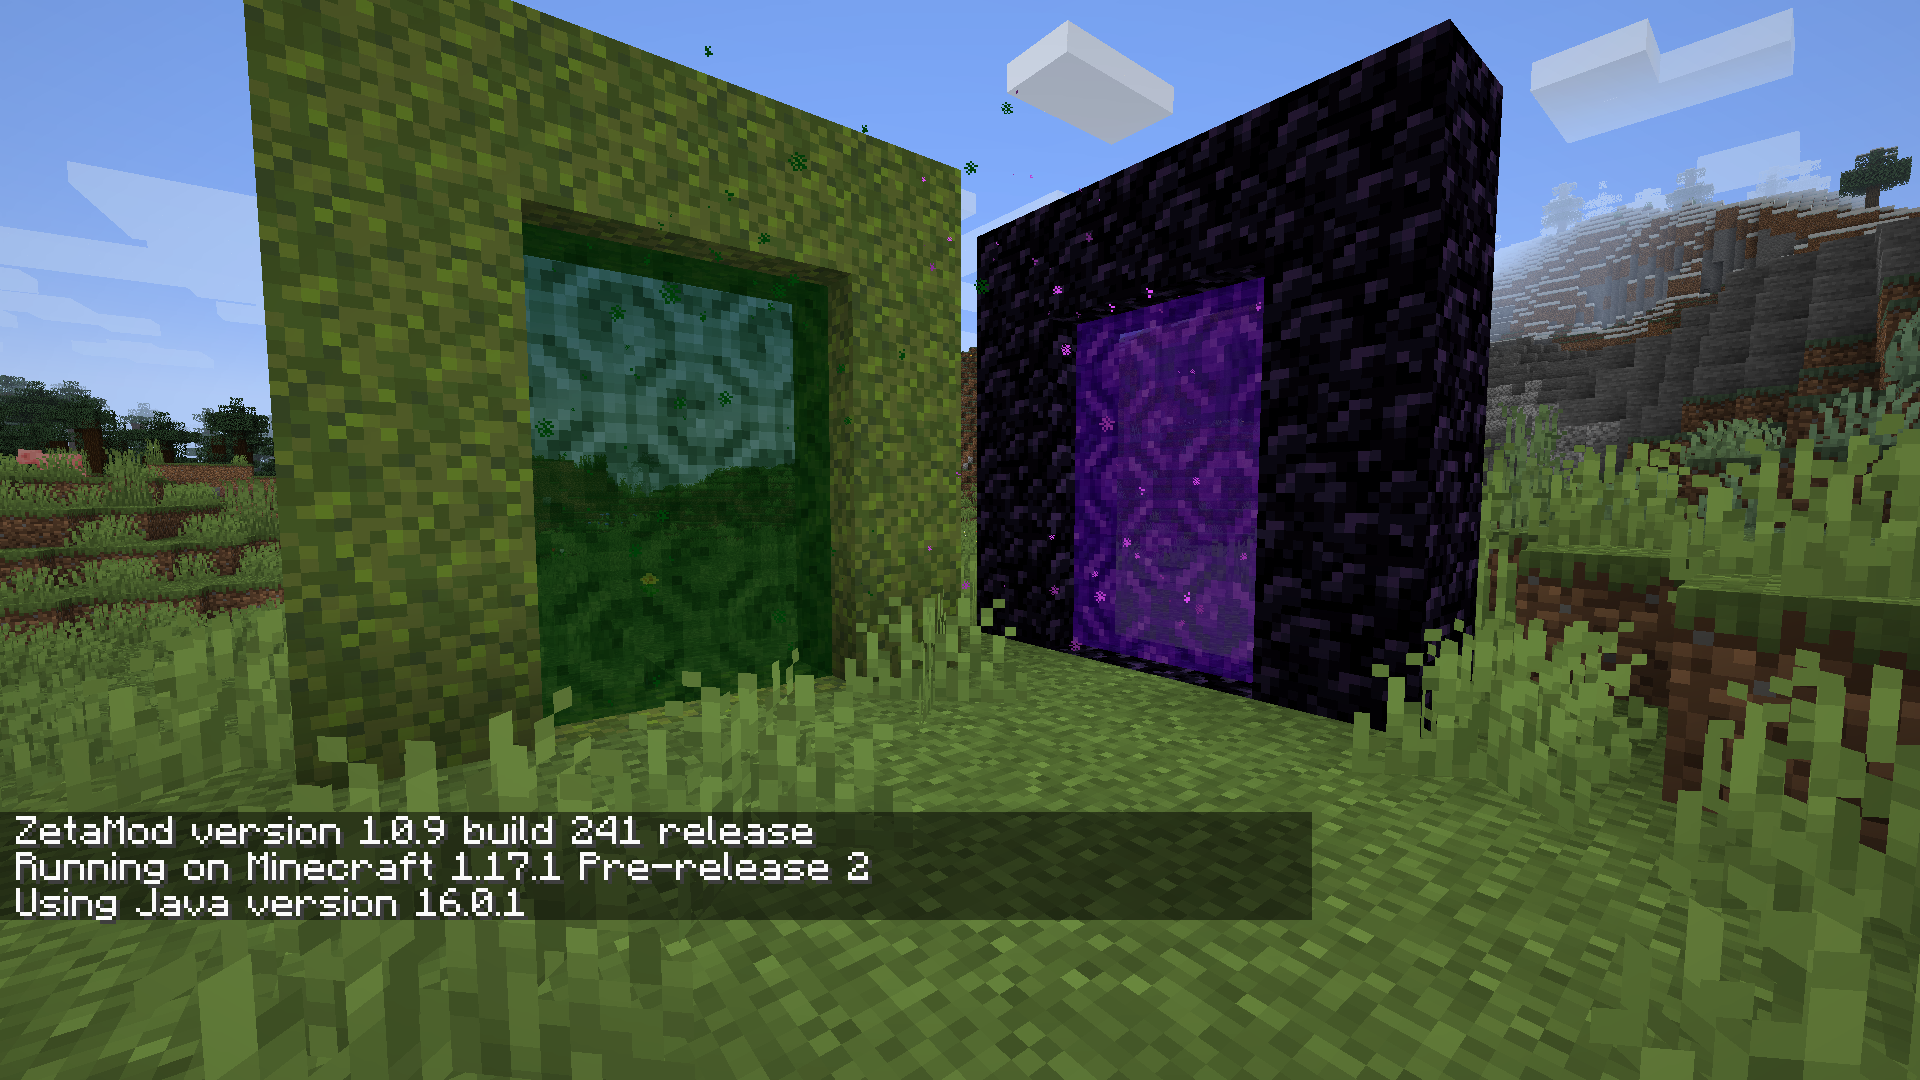 ZetaMod version 1.0.9 build 241 release
Running on Minecraft 1.17.1 Pre-release 2
Using Java version 16.0.1